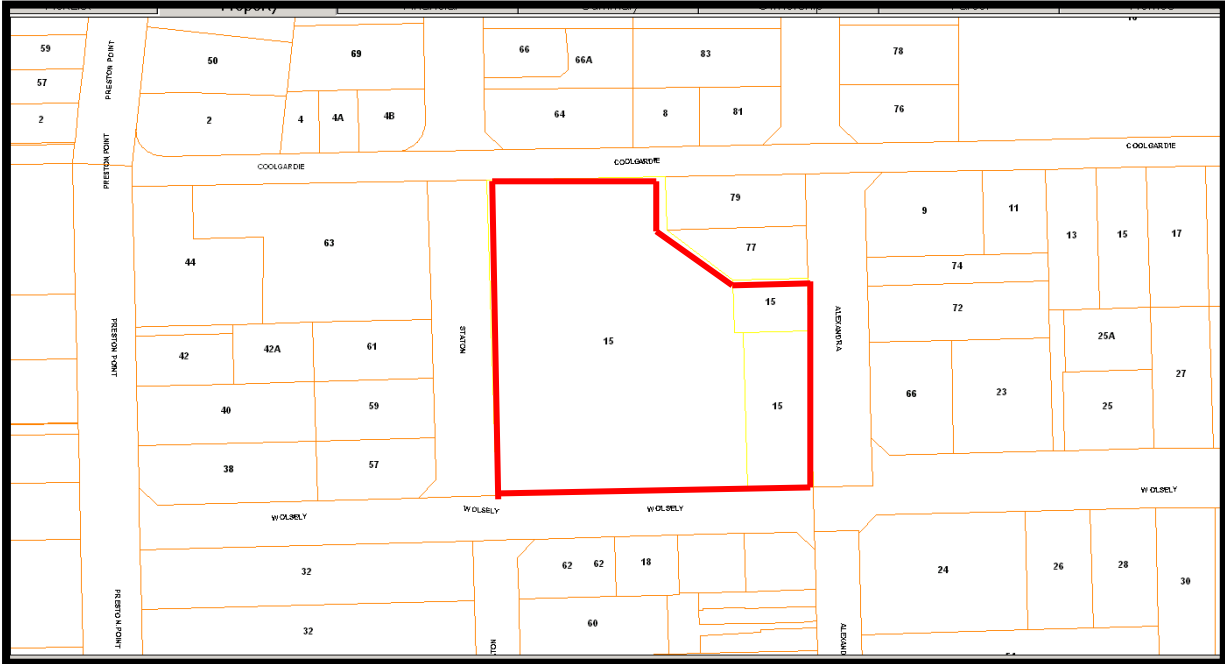 Property
59
50
69
66
66A
83
78
57
2
2
4
4A
4B
64
8
81
76
PRESTON POINT
PRESTON POINT
COOLGARDIE
COOLGARDIE
COOLGARDIE
79
9
11
13
15
17
63
44
77
74
72
15
42
42A
61
STATON
15
ALEXANDRA
25A
27
PRESTON POINT
40
59
15
66
23
25
38
57
WOLSELY
WOLSELY
WOLSELY
WOLSELY
32
62
62
18
24
26
28
30
32
60
PRESTON POINT